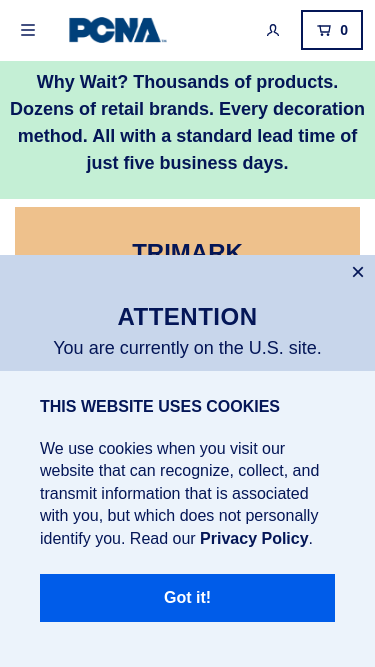 PCNA
0
Why Wait? Thousands of products.
Dozens of retail brands. Every decoration
method. All with a standard lead time of
just five business days.
TRIMARK
ATTENTION
You are currently on the U.S. site.
THIS WEBSITE USES COOKIES
We use cookies when you visit our
website that can recognize, collect, and
transmit information that is associated
with you, but which does not personally
identify you. Read our Privacy Policy.
Got it!